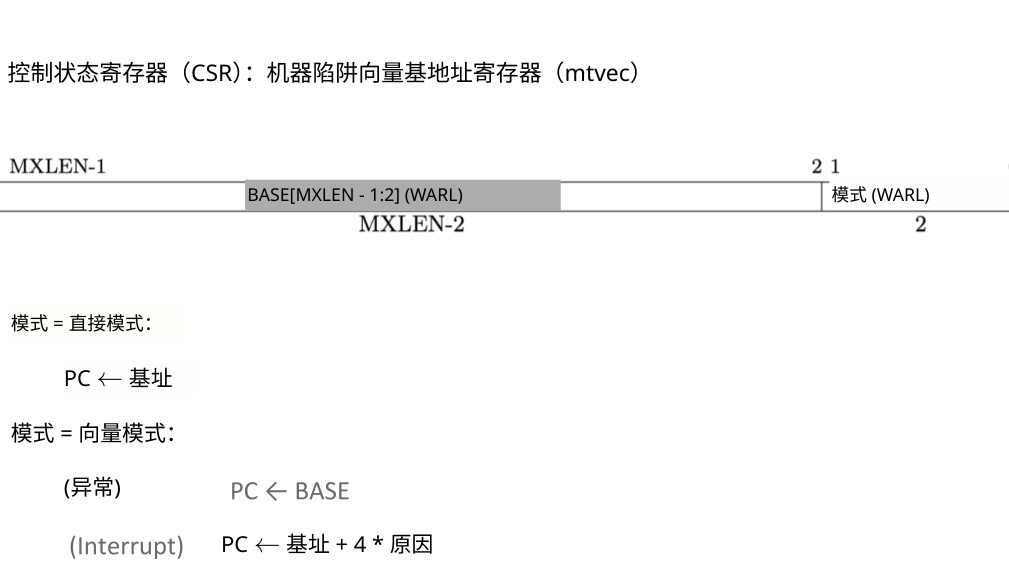 控制状态寄存器（CSR）：机器陷阱向量基地址寄存器（mtvec）
MXLEN-1 2 1
BASE[MXLEN - 1:2] (WARL) 模式 (WARL)
MXLEN-2 2
模式 = 直接模式：
PC ← 基址
模式 = 向量模式：
(异常) PC ← BASE
(Interrupt) PC ← 基址 + 4 * 原因